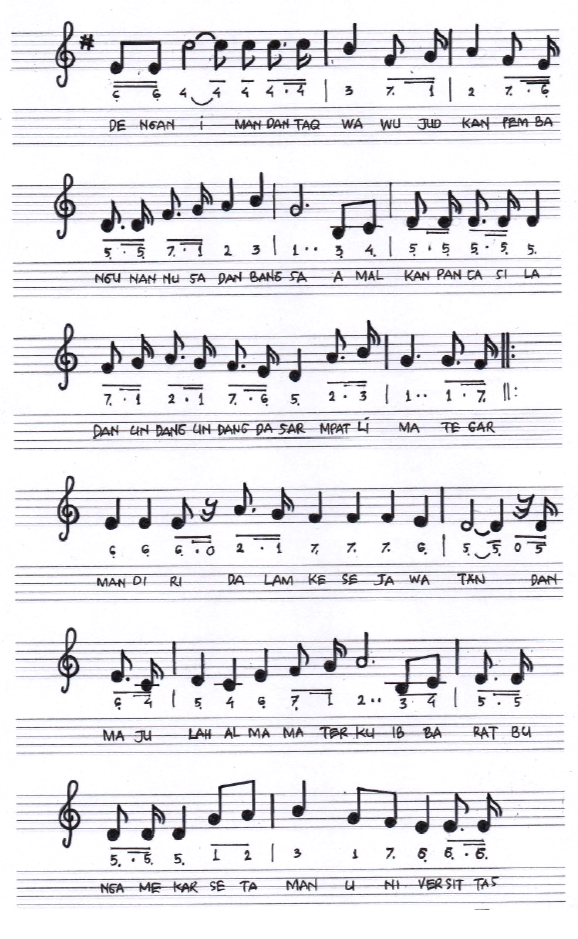 6̣ 6̣ 4 4 4 4 . 4 | 3 7̣ . 1 | 2 7̣ . 6̣
DE NGAN I MAN DAN TAQ WA WU JUD KAN PEM BA
5̣ . 5̣ 7̣ . 1 2 3 | 1 . . 3̣ 4̣ | 5̣ . 5̣ 5̣ . 5̣ 5̣
NGU NAN NU SA DAN BANG SA A MAL KAN PAN CA SI LA
7̣ . 1 2 . 1 7̣ . 6̣ 5̣ 2 . 3 | 1 . . 1 . 7̣ ||:
DAN UN DANG UN DANG DA SAR MPAT LI MA TE GAR
6̣ 6̣ 6̣ . 0 2 . 1 7̣ 7̣ 7̣ 6̣ | 5̣ 5̣ 0 5̣
MAN DI RI DA LAM KE SE JA WA TAN DAN
6̣ 4̣ | 5̣ 4̣ 6̣ 7̣ 1 2 . . 3̣ 4̣ | 5̣ . 5̣
MA JU LAH AL MA MA TER KU IB BA RAT BU
5̣ . 5̣ 5̣ 1 2 | 3 1 7̣ 6̣ 6̣ . 6̣
NGA ME KAR SE TA MAN U NI VERSIT TAS